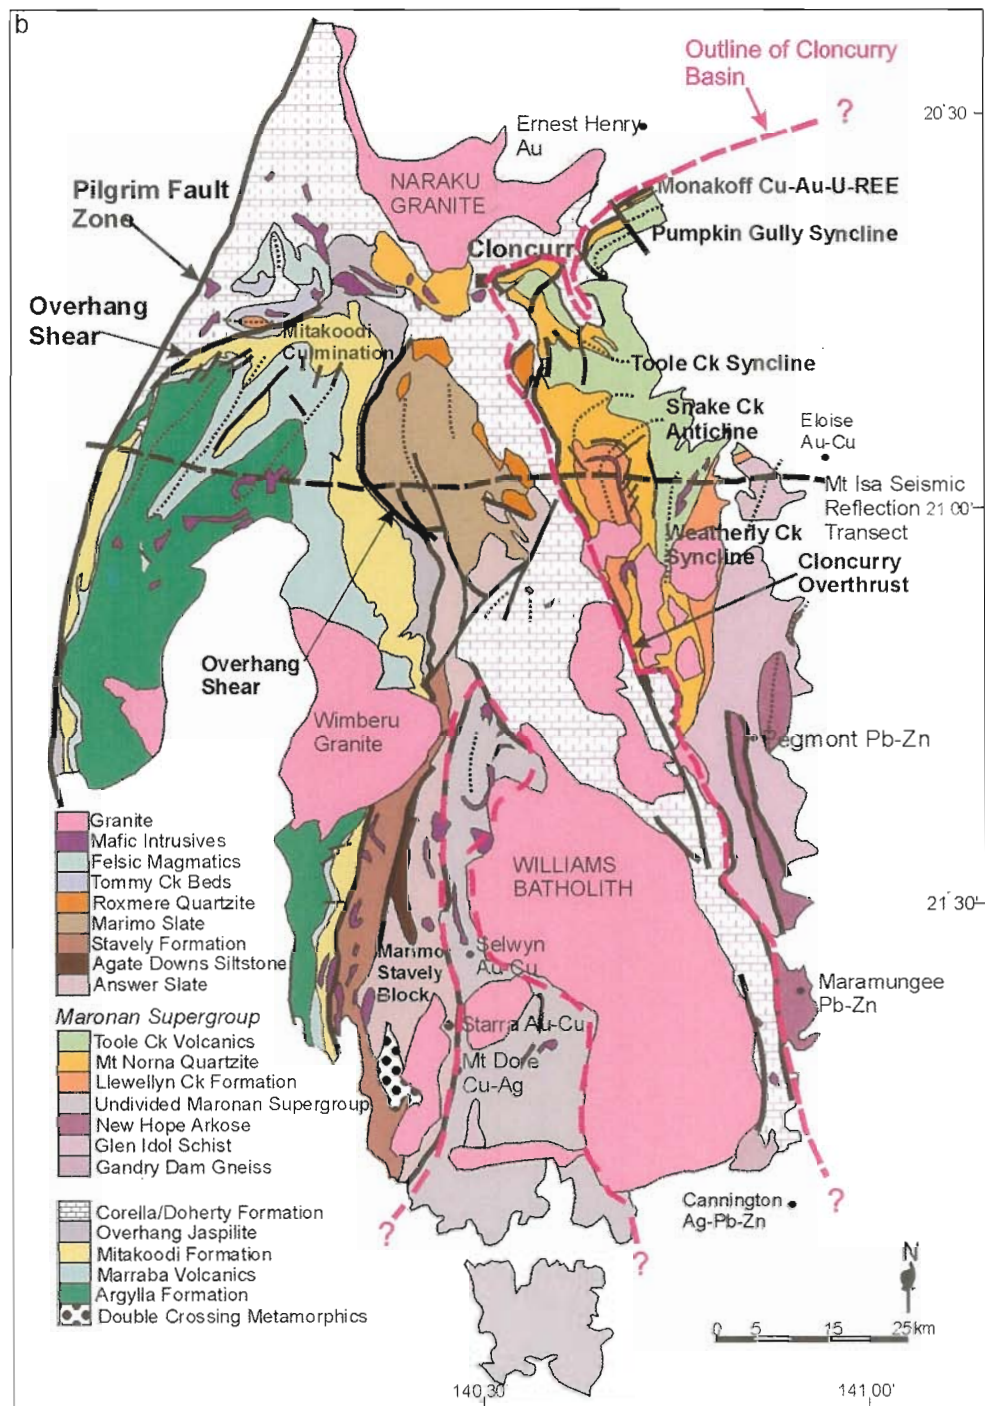 b
Outline of Cloncurry
Basin
?
20°30'
Ernest Henry
Au
Monakoff Cu-Au-U-REE
Pilgrim Fault
Zone
NARAKU
GRANITE
Pumpkin Gully Syncline
Cloncurr
Overhang
Shear
Mitakoodi
Culmination
Toole Ck Syncline
Snake Ck
Anticline
Eloise
Au-Cu
Mt Isa Seismic
Reflection 21°00'
Transect
Weatherly Ck
Syncline
Cloncurry
Overthrust
Overhang
Shear
Wimberu
Granite
Pegmont Pb-Zn
WILLIAMS
BATHOLITH
21°30'
Marimo
Stavely
Block
Selwyn
Au-Cu
Maramungee
Pb-Zn
Starra Au-Cu
Mt Dore
Cu-Ag
Granite
Mafic Intrusives
Felsic Magmatics
Tommy Ck Beds
Roxmere Quartzite
Marimo Slate
Stavely Formation
Agate Downs Siltstone
Answer Slate
Maronan Supergroup
Toole Ck Volcanics
Mt Norna Quartzite
Llewellyn Ck Formation
Undivided Maronan Supergroup
New Hope Arkose
Glen Idol Schist
Gandry Dam Gneiss
Corella/Doherty Formation
Overhang Jaspilite
Mitakoodi Formation
Marraba Volcanics
Argylla Formation
Double Crossing Metamorphics
Cannington
Ag-Pb-Zn
?
?
?
N
0 5 15 25 km
140°30'
141°00'